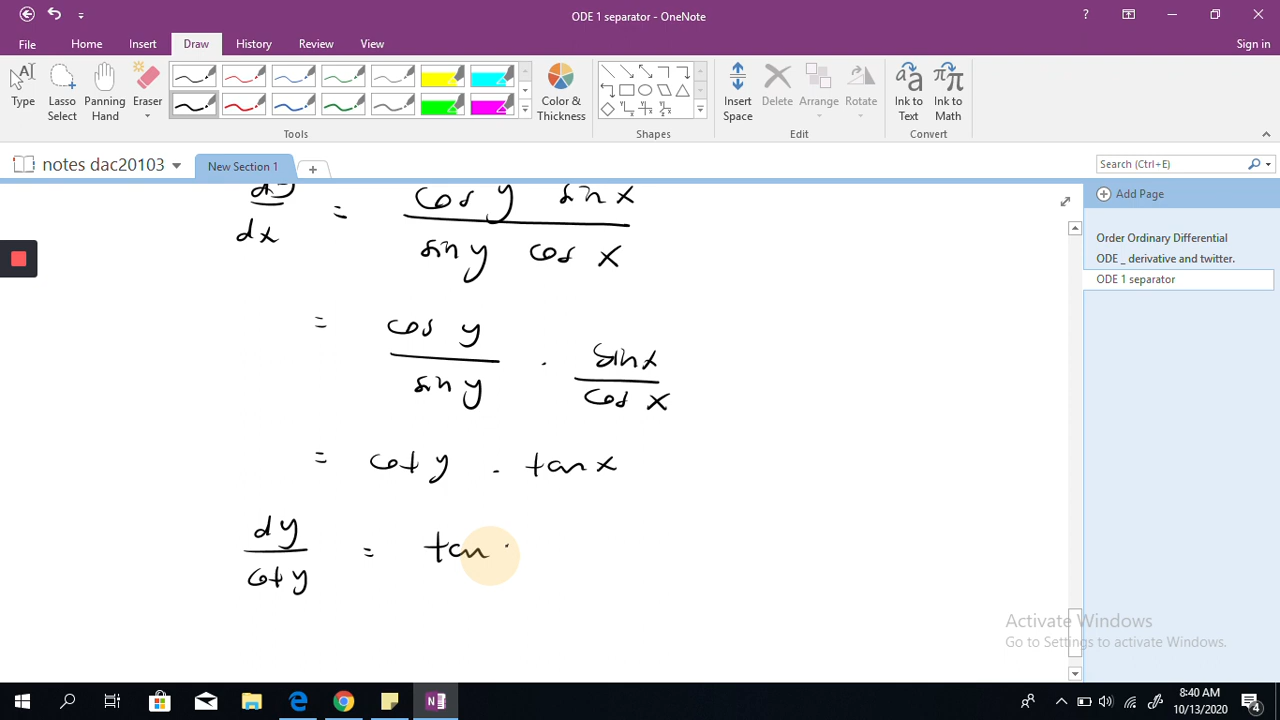 ODE 1 separator - OneNote
File Home Insert Draw History Review View Sign in
Type
Lasso Select
Panning Hand
Eraser
Color & Thickness
Insert Space
Delete
Arrange
Rotate
Ink to Text
Ink to Math
Tools Shapes Edit Convert
notes dac20103
New Section 1
Search (Ctrl+E)
Add Page
Order Ordinary Differential
ODE _ derivative and twitter.
ODE 1 separator
dy cos y sin x
dx = sin y cos x
= cos y . sin x
sin y cos x
= cot y . tan x
dy = tan
cot y
Activate Windows
Go to Settings to activate Windows.
8:40 AM
10/13/2020
4